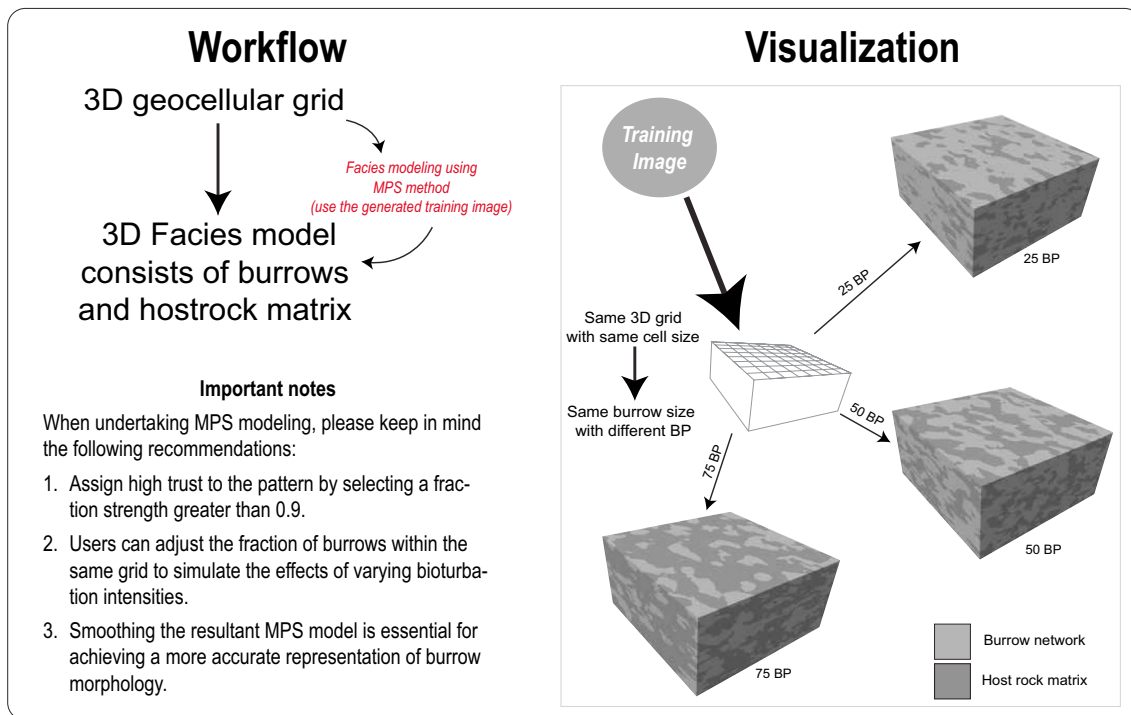 Workflow
3D geocellular grid
Facies modeling using
MPS method
(use the generated training image)
3D Facies model
consists of burrows
and hostrock matrix
Important notes
When undertaking MPS modeling, please keep in mind
the following recommendations:
1. Assign high trust to the pattern by selecting a frac-
tion strength greater than 0.9.
2. Users can adjust the fraction of burrows within the
same grid to simulate the effects of varying bioturba-
tion intensities.
3. Smoothing the resultant MPS model is essential for
achieving a more accurate representation of burrow
morphology.
Visualization
Training
Image
25 BP
25 BP
Same 3D grid
with same cell size
Same burrow size
with different BP
50 BP
50 BP
75 BP
75 BP
Burrow network
Host rock matrix